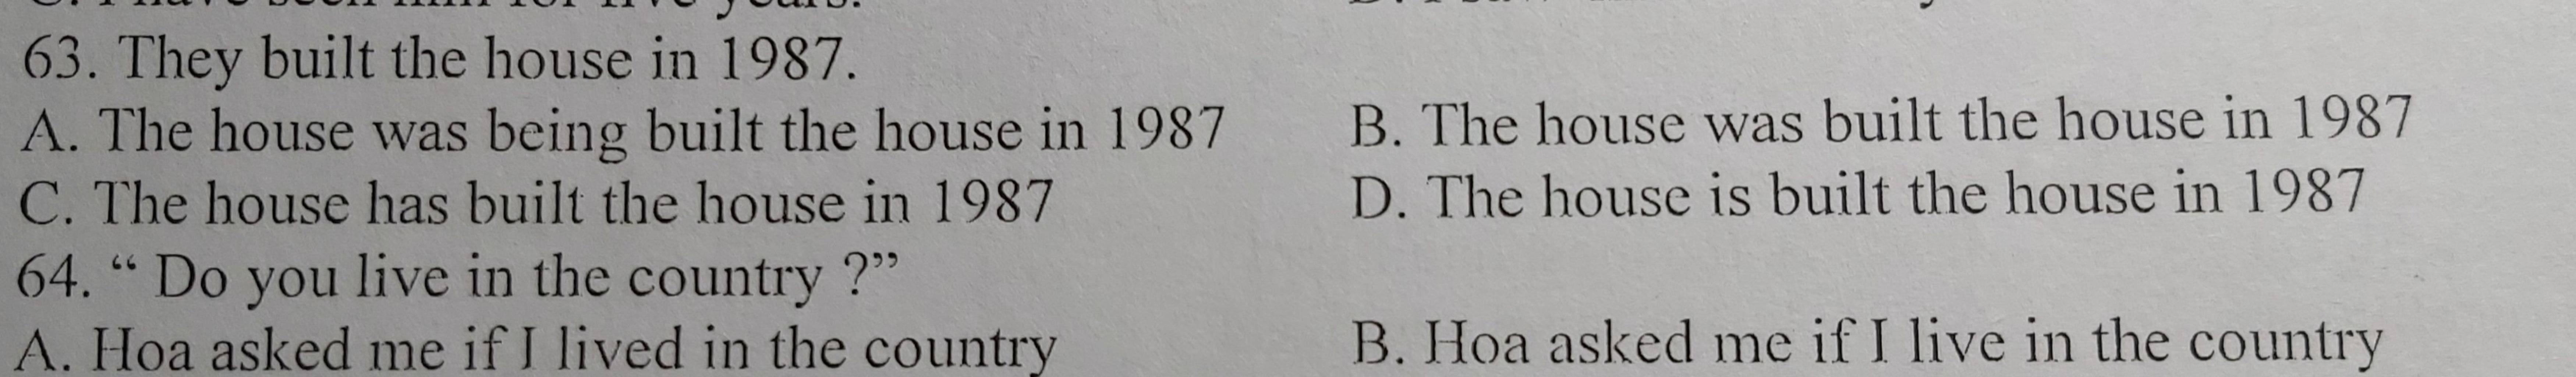 63. They built the house in 1987.
A. The house was being built the house in 1987 B. The house was built the house in 1987
C. The house has built the house in 1987 D. The house is built the house in 1987
64. “ Do you live in the country ?”
A. Hoa asked me if I lived in the country B. Hoa asked me if I live in the country